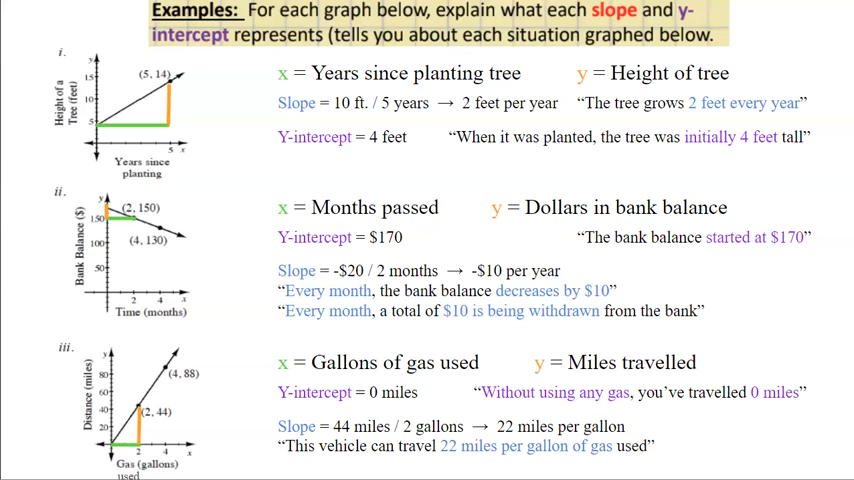 Examples: For each graph below, explain what each slope and y-
intercept represents (tells you about each situation graphed below.
i.
y
15
10
5
(5, 14)
5 x
Height of a
Tree (feet)
Years since
planting
x = Years since planting tree
y = Height of tree
Slope = 10 ft. / 5 years → 2 feet per year
“The tree grows 2 feet every year”
Y-intercept = 4 feet
“When it was planted, the tree was initially 4 feet tall”
ii.
y
150
100
50
(2, 150)
(4, 130)
2 4 x
Bank Balance ($)
Time (months)
x = Months passed
y = Dollars in bank balance
Y-intercept = $170
“The bank balance started at $170”
Slope = -$20 / 2 months → -$10 per year
“Every month, the bank balance decreases by $10”
“Every month, a total of $10 is being withdrawn from the bank”
iii.
y
80
60
40
20
(4, 88)
(2, 44)
2 4 x
Distance (miles)
Gas (gallons)
used
x = Gallons of gas used
y = Miles travelled
Y-intercept = 0 miles
“Without using any gas, you’ve travelled 0 miles”
Slope = 44 miles / 2 gallons → 22 miles per gallon
“This vehicle can travel 22 miles per gallon of gas used”